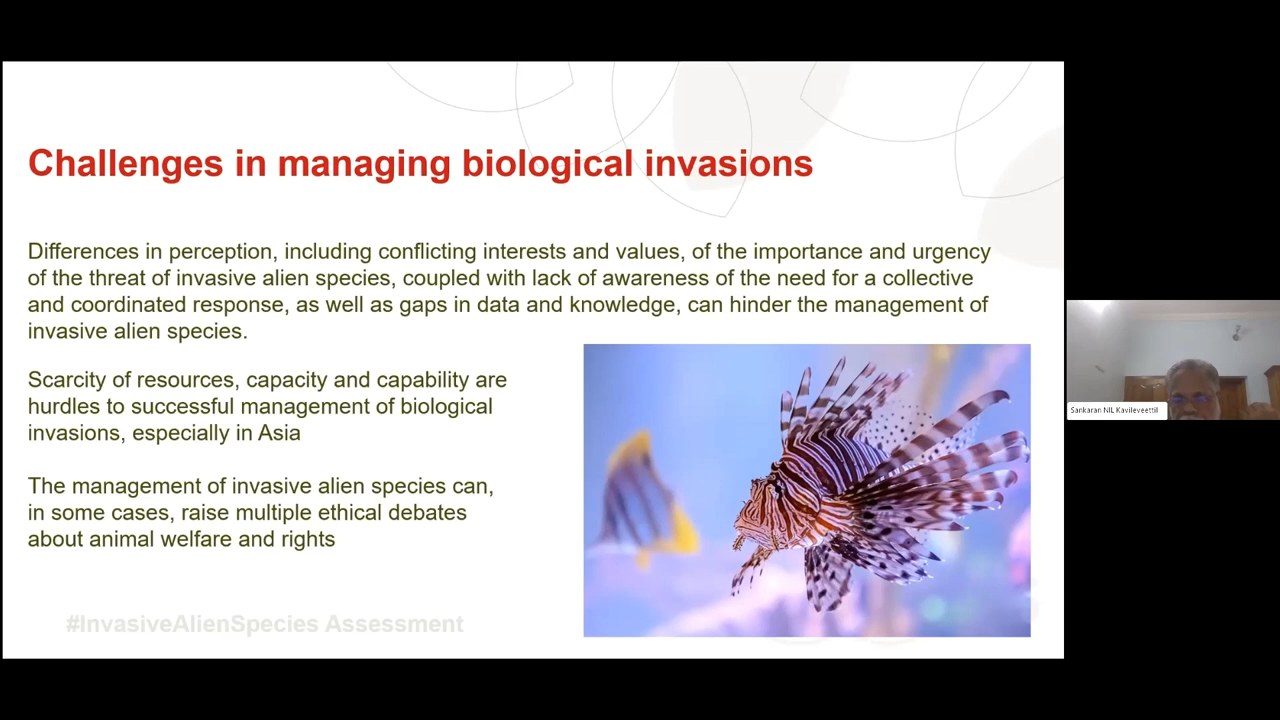 Challenges in managing biological invasions
Differences in perception, including conflicting interests and values, of the importance and urgency
of the threat of invasive alien species, coupled with lack of awareness of the need for a collective
and coordinated response, as well as gaps in data and knowledge, can hinder the management of
invasive alien species.
Scarcity of resources, capacity and capability are
hurdles to successful management of biological
invasions, especially in Asia
The management of invasive alien species can,
in some cases, raise multiple ethical debates
about animal welfare and rights
#InvasiveAlienSpecies Assessment
Sankaran NIL Kavileveettil